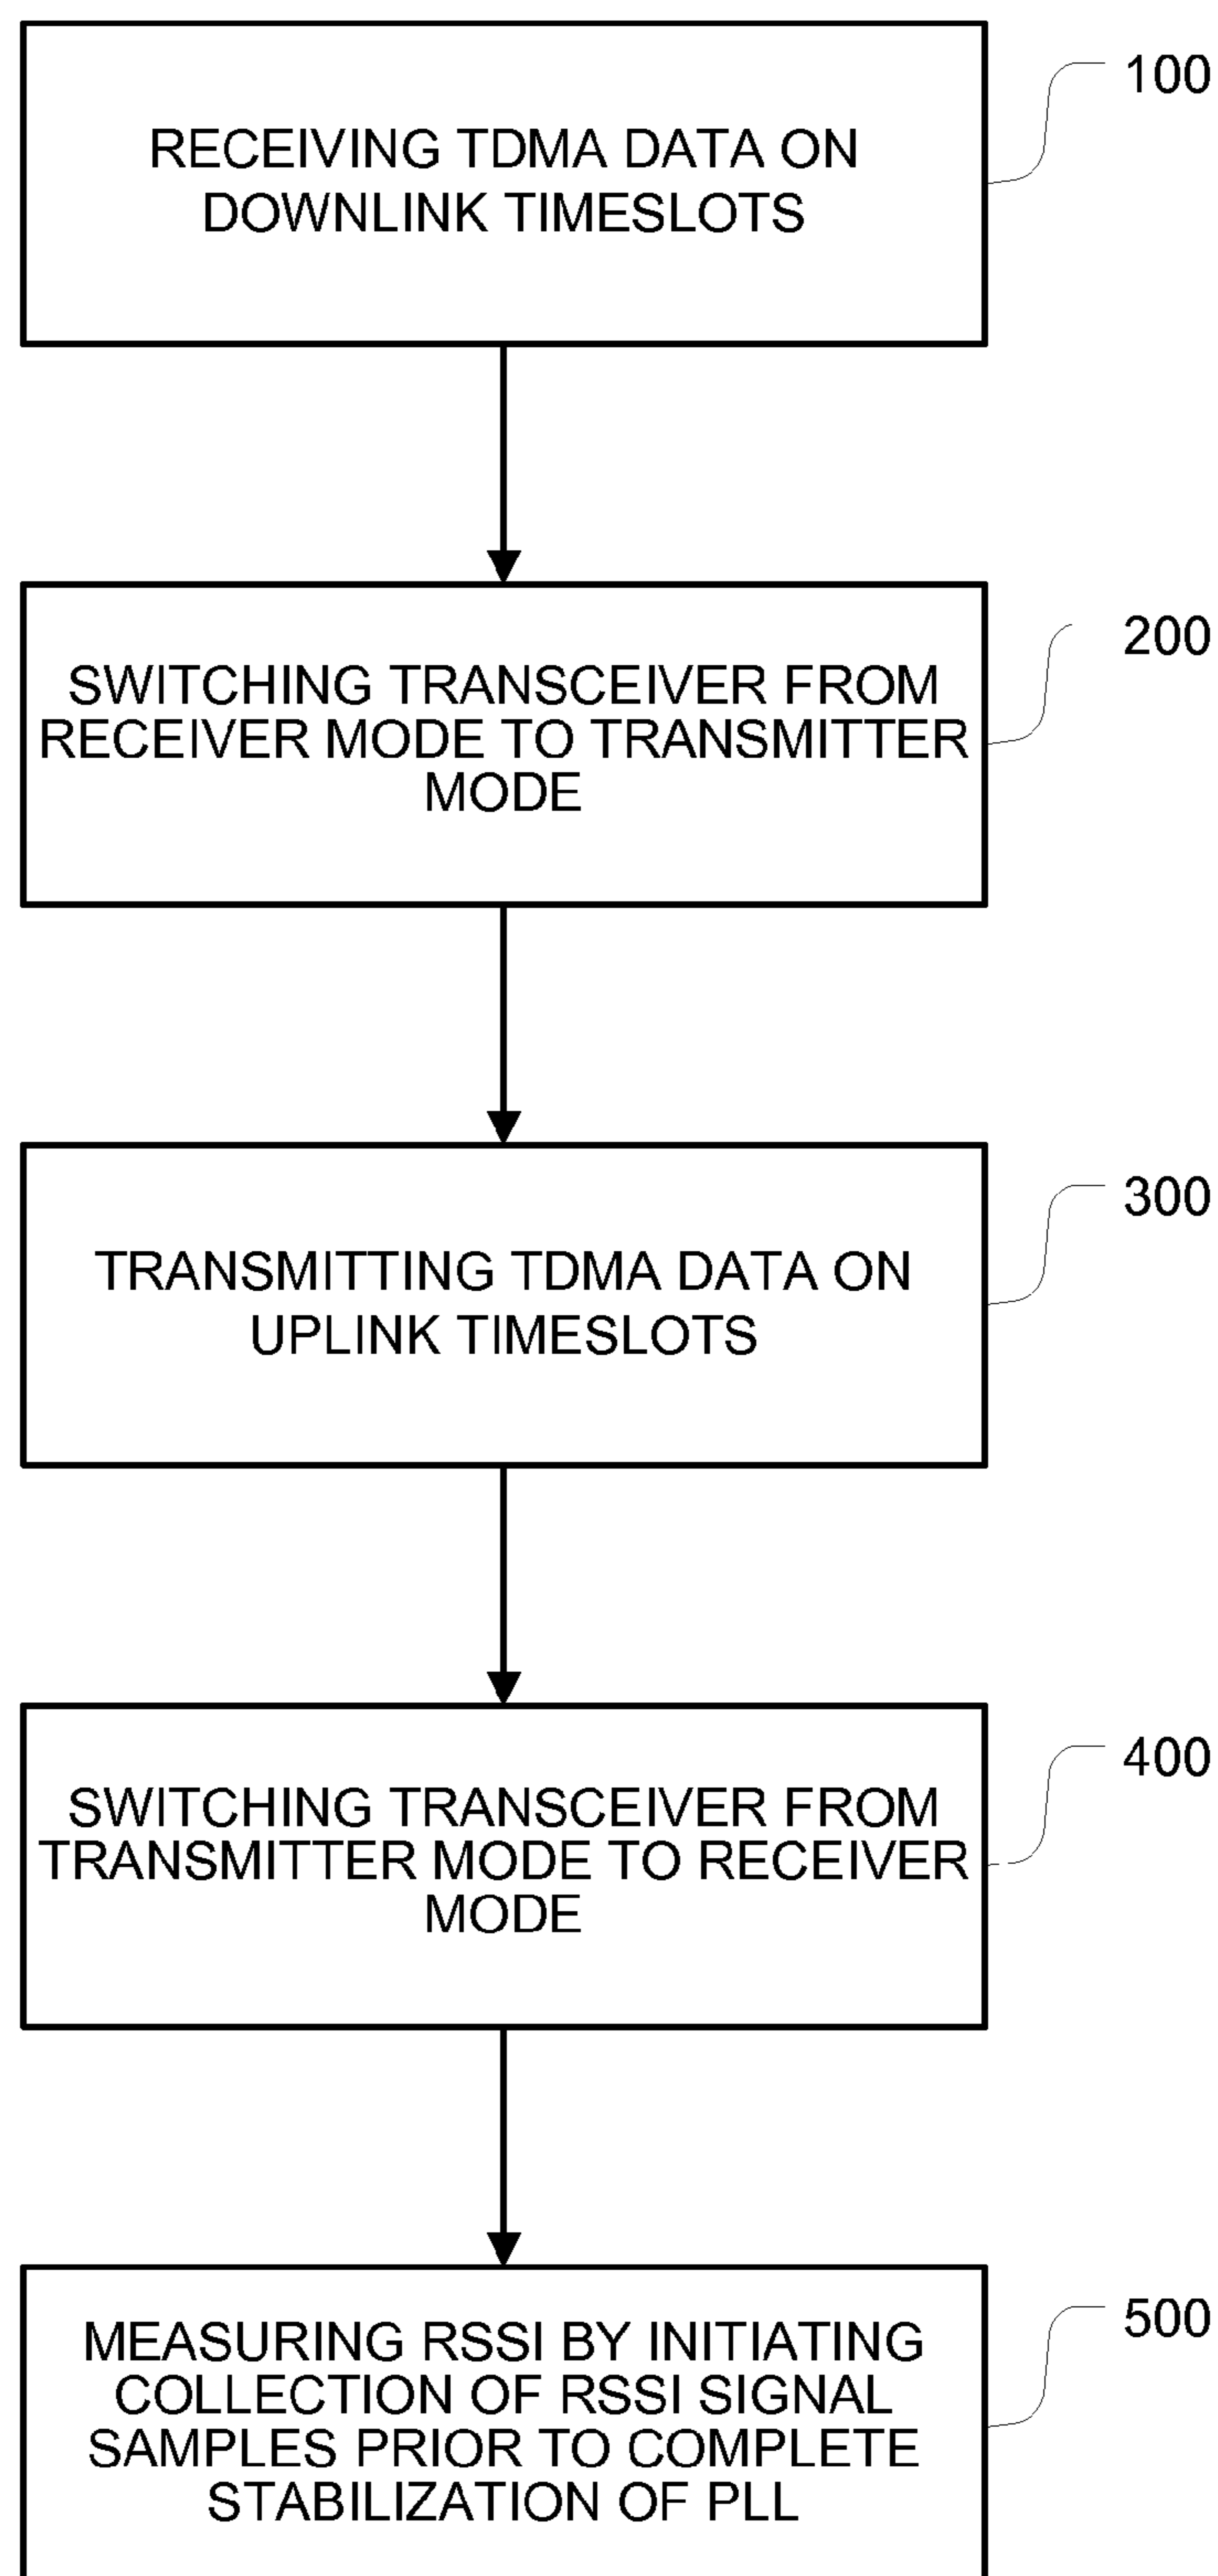 RECEIVING TDMA DATA ON
DOWNLINK TIMESLOTS
100
SWITCHING TRANSCEIVER FROM
RECEIVER MODE TO TRANSMITTER
MODE
200
TRANSMITTING TDMA DATA ON
UPLINK TIMESLOTS
300
SWITCHING TRANSCEIVER FROM
TRANSMITTER MODE TO RECEIVER
MODE
400
MEASURING RSSI BY INITIATING
COLLECTION OF RSSI SIGNAL
SAMPLES PRIOR TO COMPLETE
STABILIZATION OF PLL
500